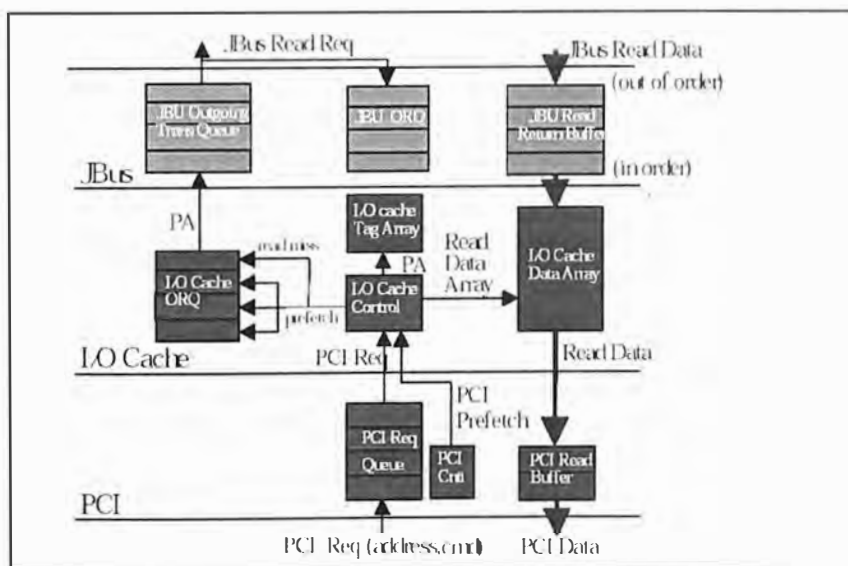 JBus Read Req
JBus Read Data
(out of order)
JBU Outgoing
Trans Queue
JBU ORQ
JBU Read
Return Buffer
JBus
(in order)
PA
I/O cache
Tag Array
read miss
PA
Read
Data
Array
I/O Cache
Data Array
I/O Cache
ORQ
I/O Cache
Control
prefetch
I/O Cache
PCI Req
Read Data
PCI
Prefetch
PCI Req
Queue
PCI
Cntl
PCI Read
Buffer
PCI
PCI Req (address,cmd)
PCI Data